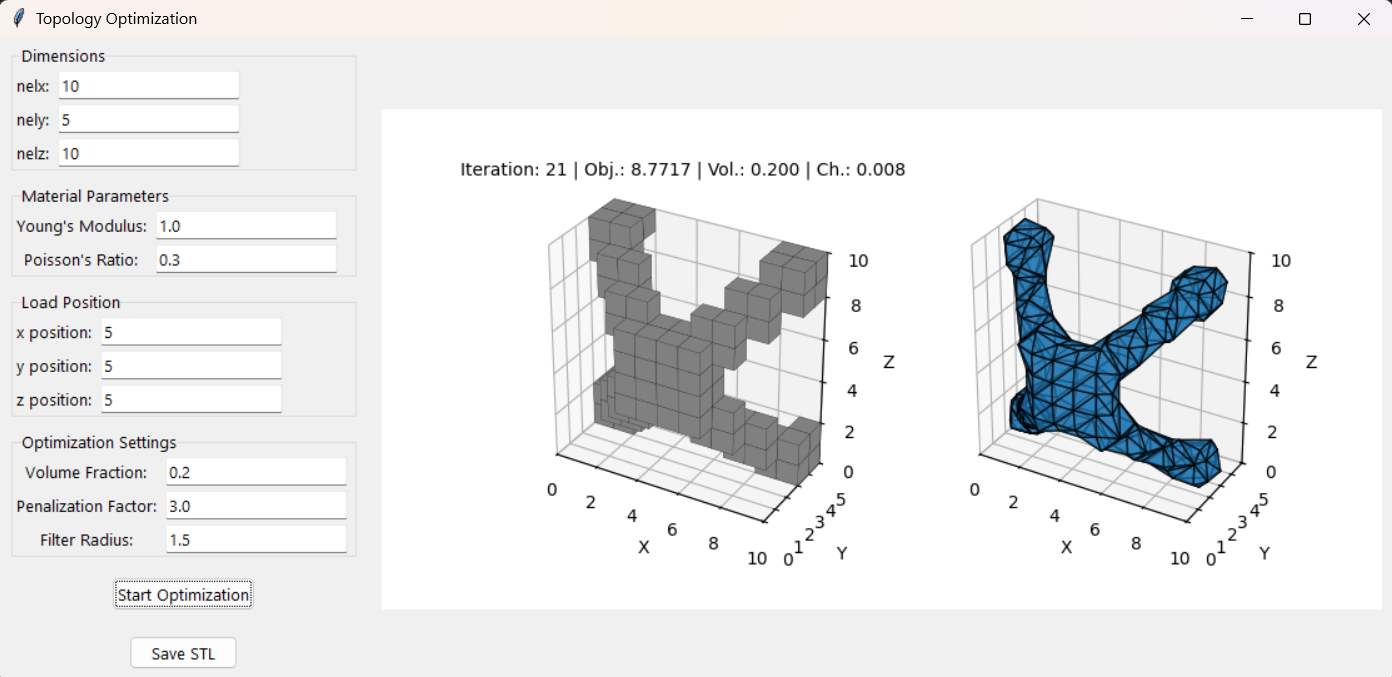 Topology Optimization
Dimensions
nelx: 10
nely: 5
nelz: 10
Material Parameters
Young's Modulus: 1.0
Poisson's Ratio: 0.3
Load Position
x position: 5
y position: 5
z position: 5
Optimization Settings
Volume Fraction: 0.2
Penalization Factor: 3.0
Filter Radius: 1.5
Start Optimization
Save STL
Iteration: 21 | Obj.: 8.7717 | Vol.: 0.200 | Ch.: 0.008
10
8
6
4
2
0
Z
0
2
4
6
8
10
X
0
1
2
3
4
5
Y
10
8
6
4
2
0
Z
0
2
4
6
8
10
X
0
1
2
3
4
5
Y